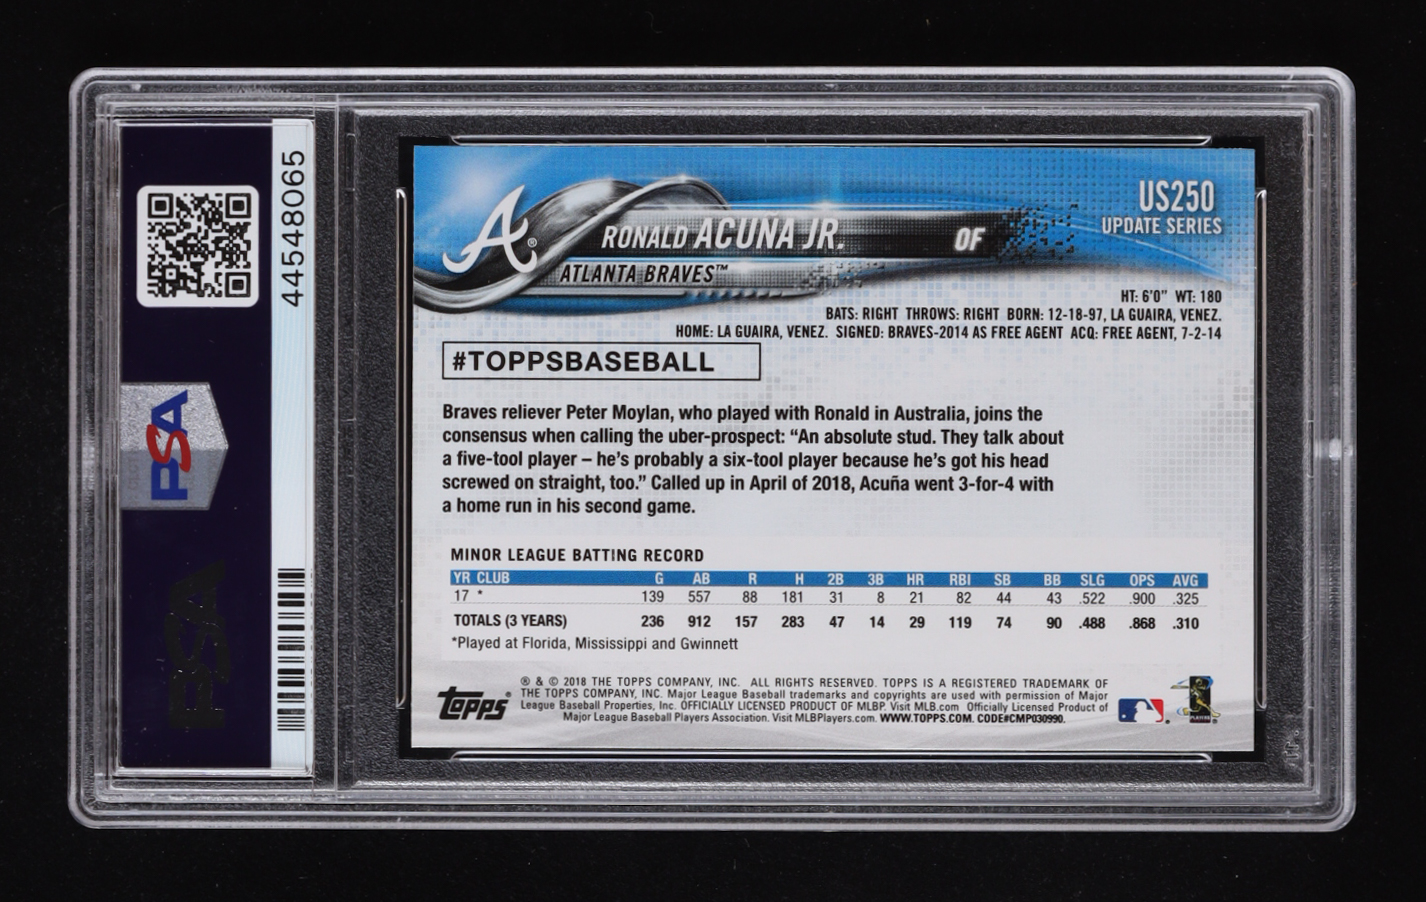 44548065
PSA
PSA
US250
UPDATE SERIES
A®
RONALD ACUÑA JR. OF
ATLANTA BRAVES™
HT: 6'0" WT: 180
BATS: RIGHT THROWS: RIGHT BORN: 12-18-97, LA GUAIRA, VENEZ.
HOME: LA GUAIRA, VENEZ. SIGNED: BRAVES-2014 AS FREE AGENT ACQ: FREE AGENT, 7-2-14
#TOPPSBASEBALL
Braves reliever Peter Moylan, who played with Ronald in Australia, joins the
consensus when calling the uber-prospect: “An absolute stud. They talk about
a five-tool player – he’s probably a six-tool player because he’s got his head
screwed on straight, too.” Called up in April of 2018, Acuña went 3-for-4 with
a home run in his second game.
MINOR LEAGUE BATTING RECORD
YR CLUB G AB R H 2B 3B HR RBI SB BB SLG OPS AVG
17 * 139 557 88 181 31 8 21 82 44 43 .522 .900 .325
TOTALS (3 YEARS) 236 912 157 283 47 14 29 119 74 90 .488 .868 .310
*Played at Florida, Mississippi and Gwinnett
topps®
® & © 2018 THE TOPPS COMPANY, INC. ALL RIGHTS RESERVED. TOPPS IS A REGISTERED TRADEMARK OF
THE TOPPS COMPANY, INC. Major League Baseball trademarks and copyrights are used with permission of Major
League Baseball Properties, Inc. OFFICIALLY LICENSED PRODUCT OF MLBP. Visit MLB.com Officially Licensed Product of
Major League Baseball Players Association. Visit MLBPlayers.com. WWW.TOPPS.COM. CODE#CMP030990.